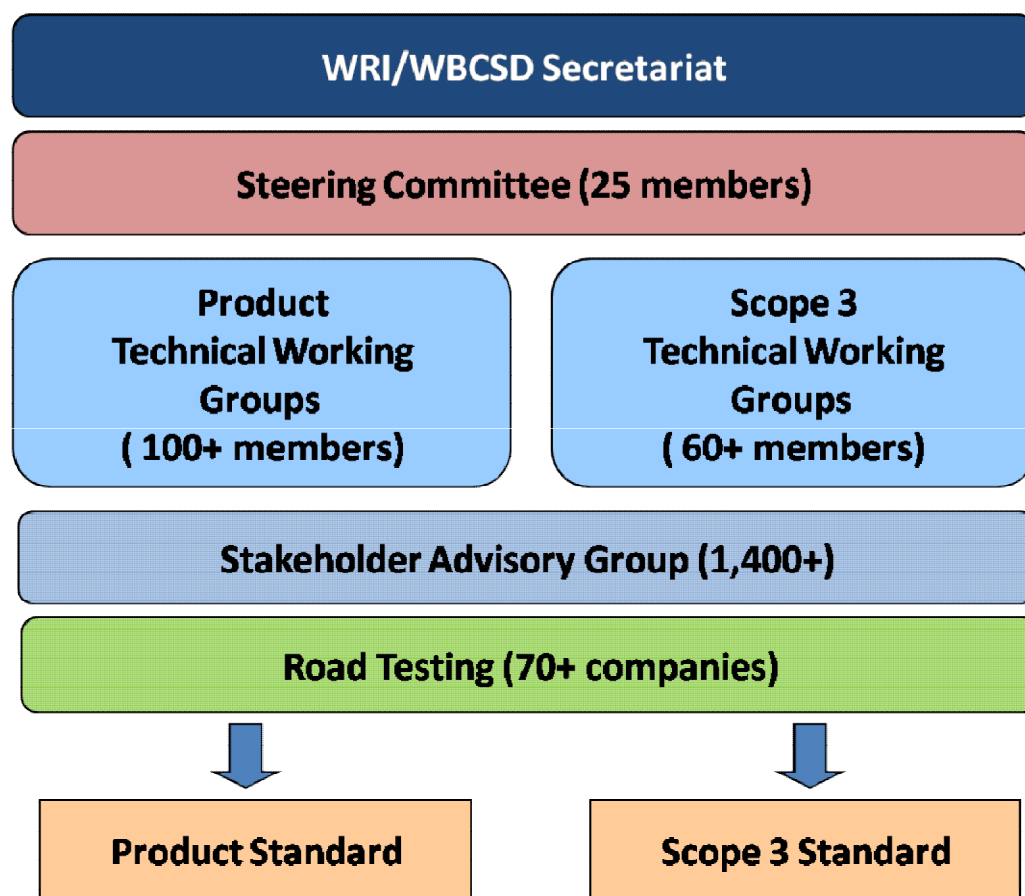 WRI/WBCSD Secretariat
Steering Committee (25 members)
Product
Technical Working
Groups
( 100+ members)
Scope 3
Technical Working
Groups
( 60+ members)
Stakeholder Advisory Group (1,400+)
Road Testing (70+ companies)
Product Standard
Scope 3 Standard